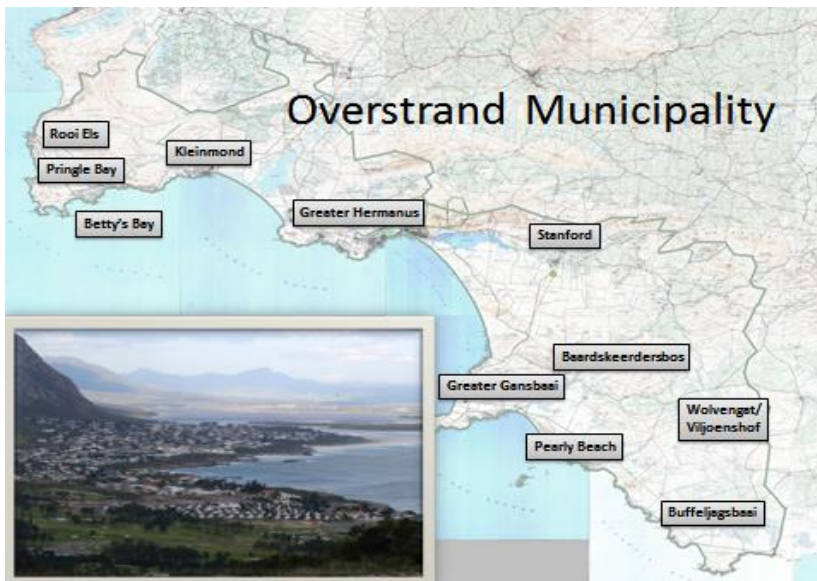 Overstrand Municipality
Rooi Els
Kleinmond
Pringle Bay
Betty's Bay
Greater Hermanus
Stanford
Baardskeerdersbos
Greater Gansbaai
Wolvengat/
Viljoenshof
Pearly Beach
Buffeljagsbaai